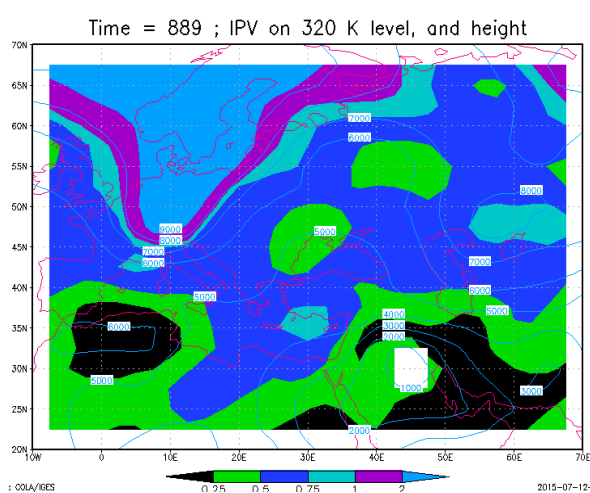 Time = 889 ; IPV on 320 K level, and height
70N
65N
7000
60N
6000
55N
8000
50N
9000
5000
8000
45N
7000
6000
7000
40N
5000
6000
4000
5000
35N
6000
3000
2000
30N
5000
1000
3000
25N
2000
20N
10W 0 10E 20E 30E 40E 50E 60E 70E
0.25 0.5 0.75 1 2
: COLA/IGES 2015-07-12-